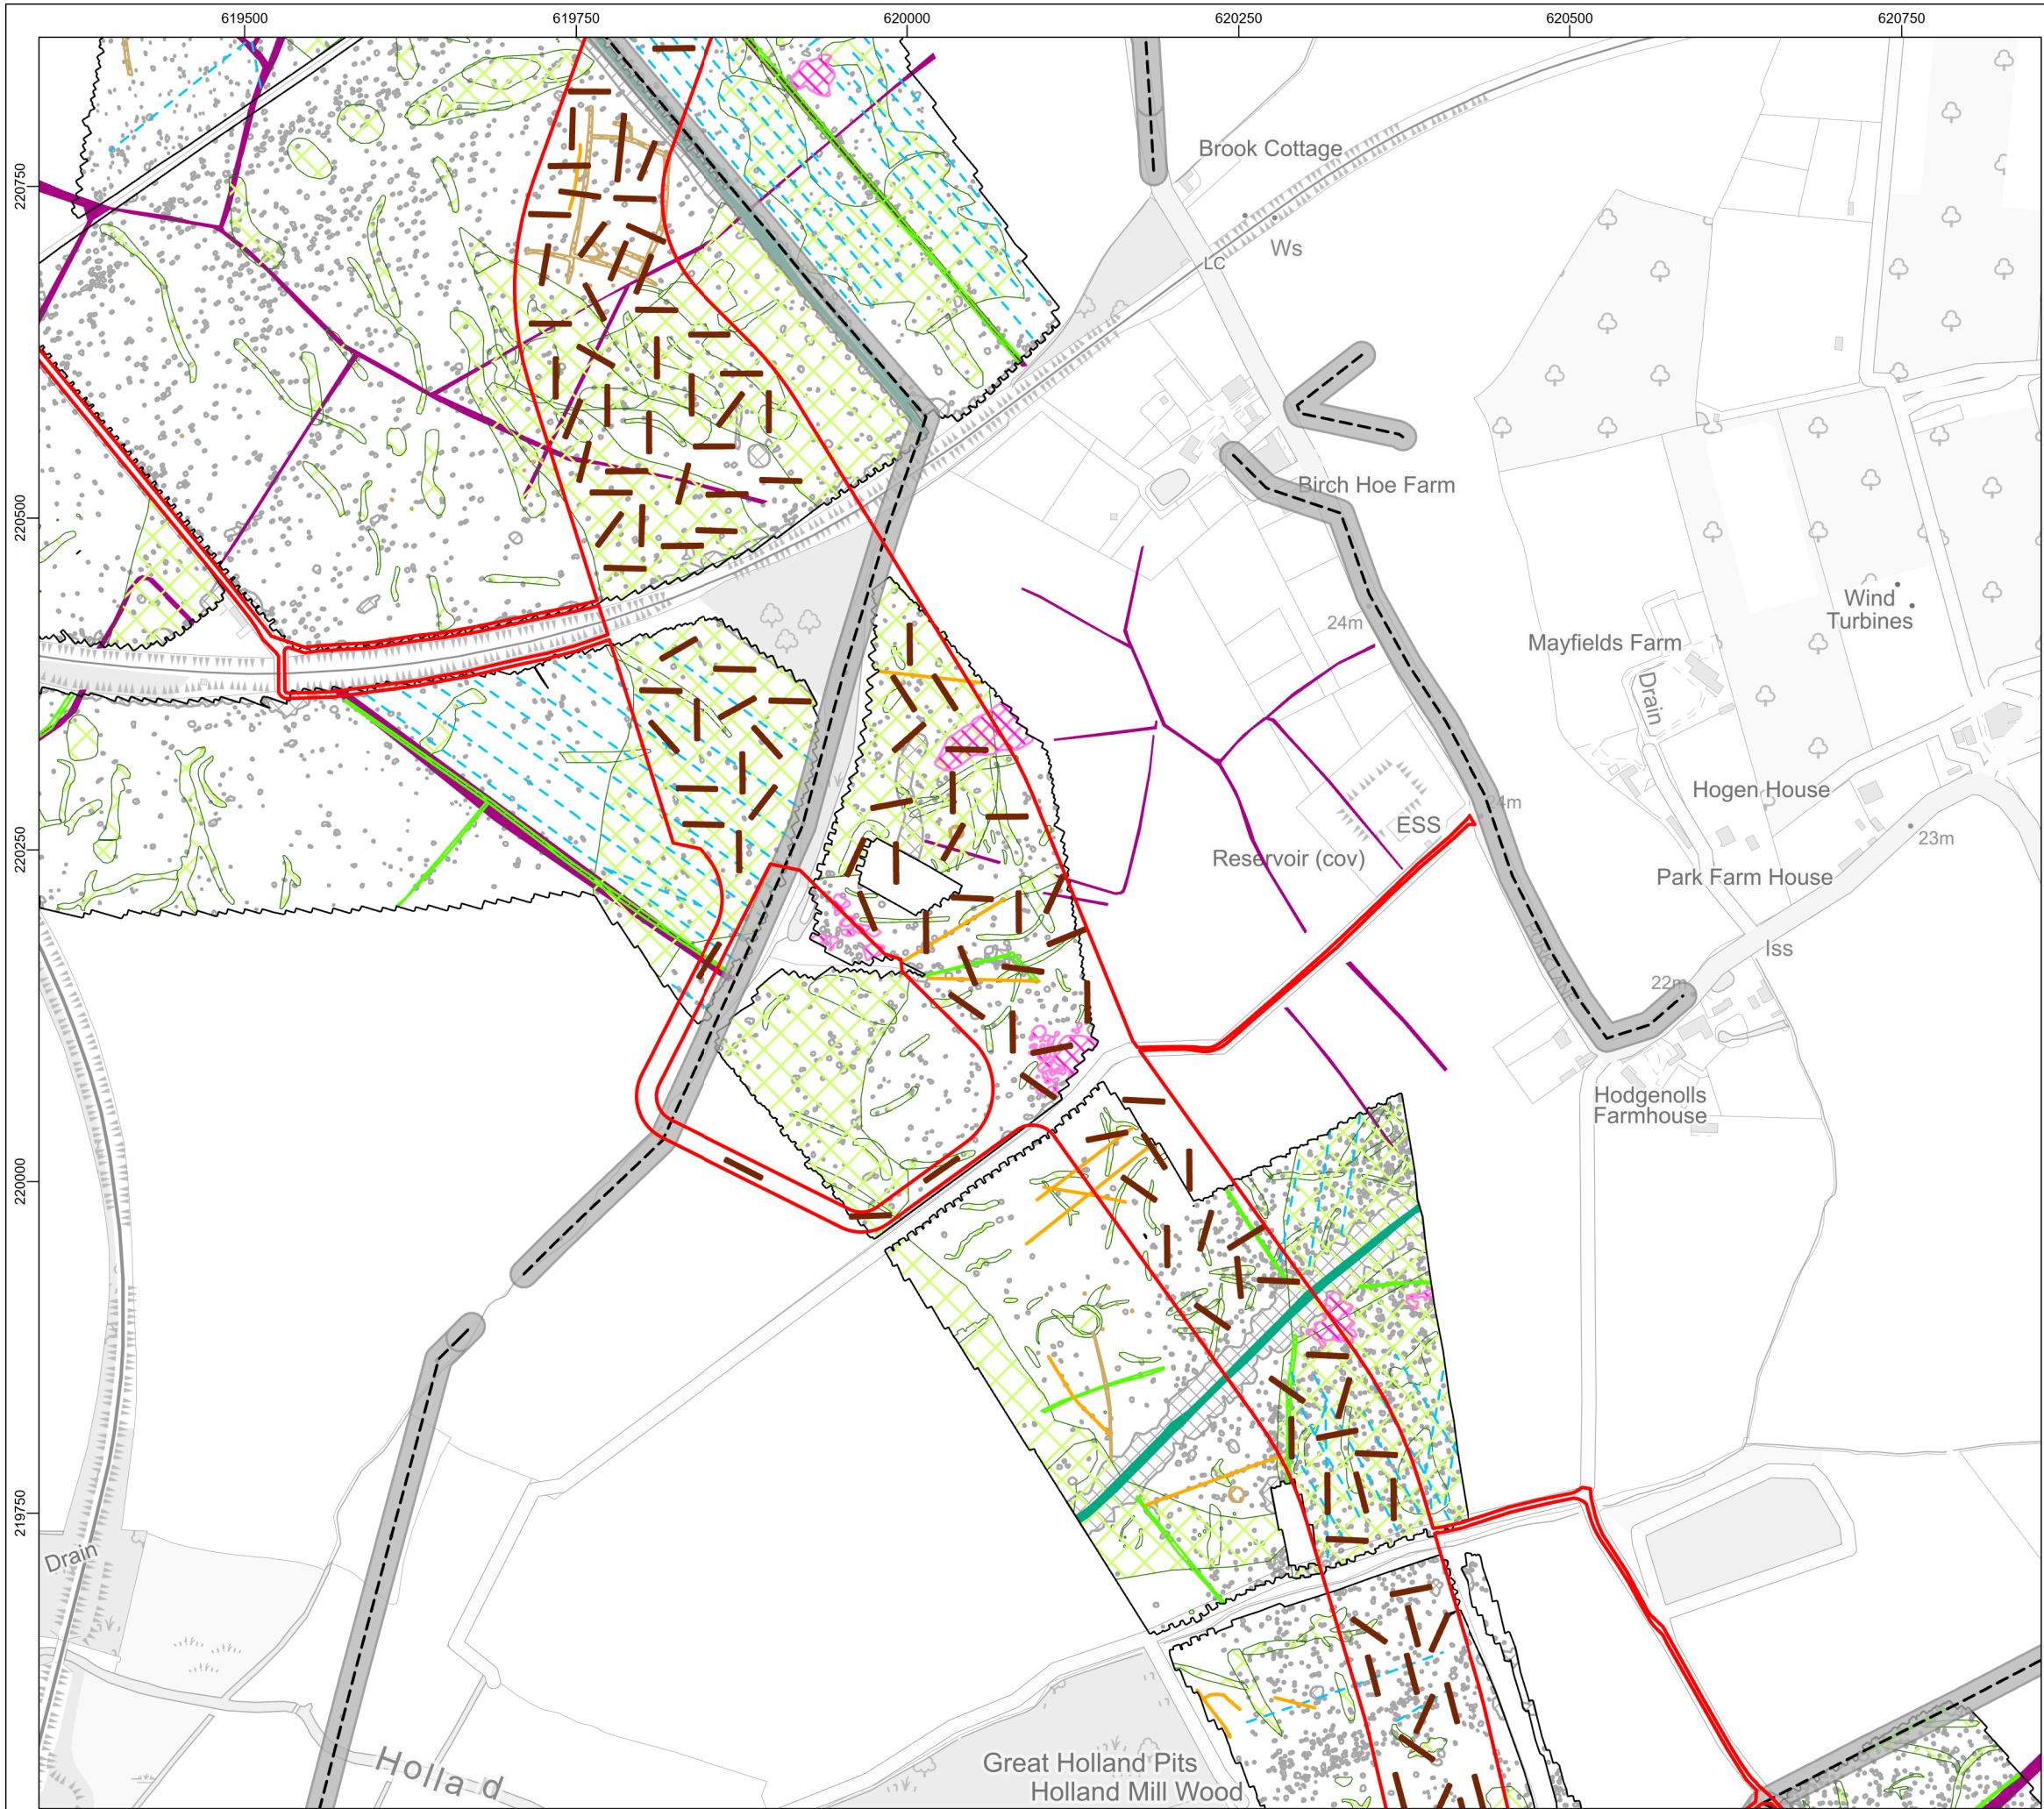 619500 619750 620000 620250 620500 620750
220750
220500
220250
220000
219750
Brook Cottage
Ws
LC
Birch Hoe Farm
24m
Mayfields Farm
Wind
Turbines
Drain
Hogen House
24m
ESS
23m
Reservoir (cov)
Park Farm House
Iss
22m
Hodgenolls
Farmhouse
Drain
Great Holland Pits
Holland Mill Wood
Holla d